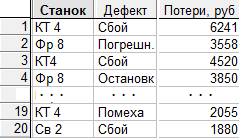 Станок Дефект Потери, руб
1 КТ 4 Сбой 6241
2 Фр 8 Погрешн. 3558
3 КТ4 Сбой 4520
4 Фр 8 Остановк 3850
. . . . . . . . .
19 КТ 4 Помеха 2055
20 Св 2 Сбой 1880